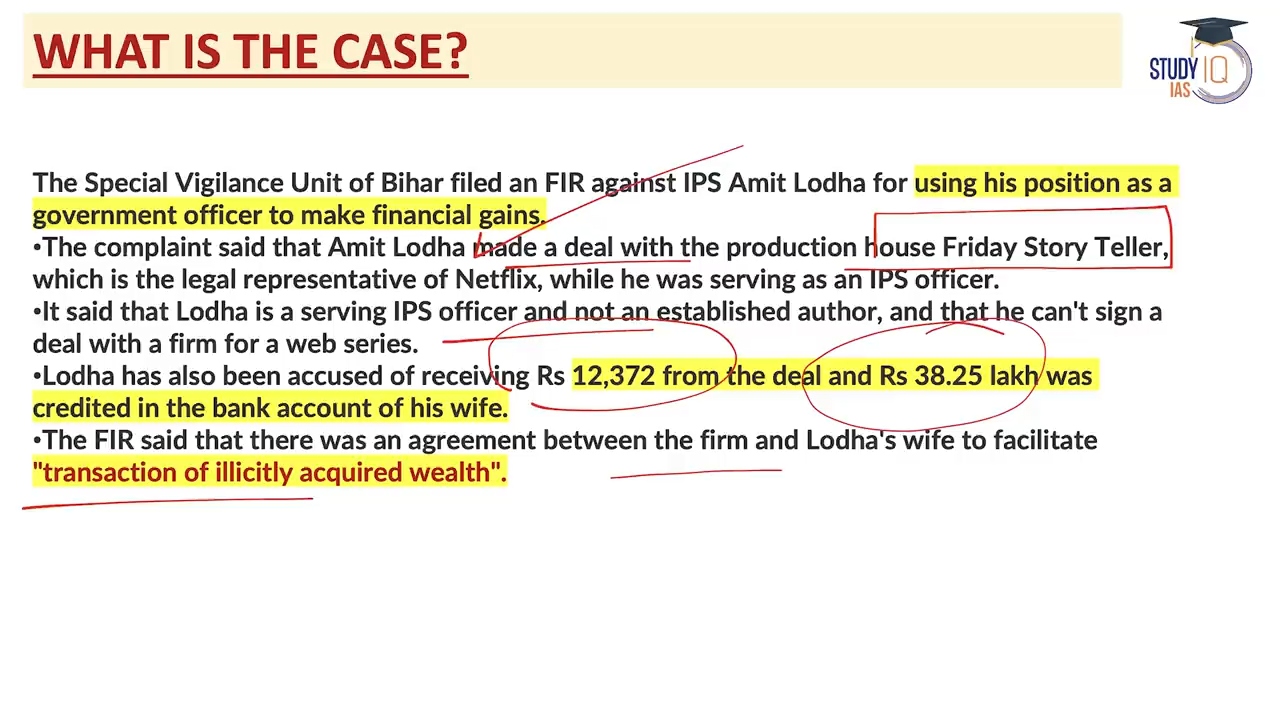 WHAT IS THE CASE?
STUDY IQ
IAS
The Special Vigilance Unit of Bihar filed an FIR against IPS Amit Lodha for using his position as a
government officer to make financial gains.
•The complaint said that Amit Lodha made a deal with the production house Friday Story Teller,
which is the legal representative of Netflix, while he was serving as an IPS officer.
•It said that Lodha is a serving IPS officer and not an established author, and that he can't sign a
deal with a firm for a web series.
•Lodha has also been accused of receiving Rs 12,372 from the deal and Rs 38.25 lakh was
credited in the bank account of his wife.
•The FIR said that there was an agreement between the firm and Lodha's wife to facilitate
"transaction of illicitly acquired wealth".